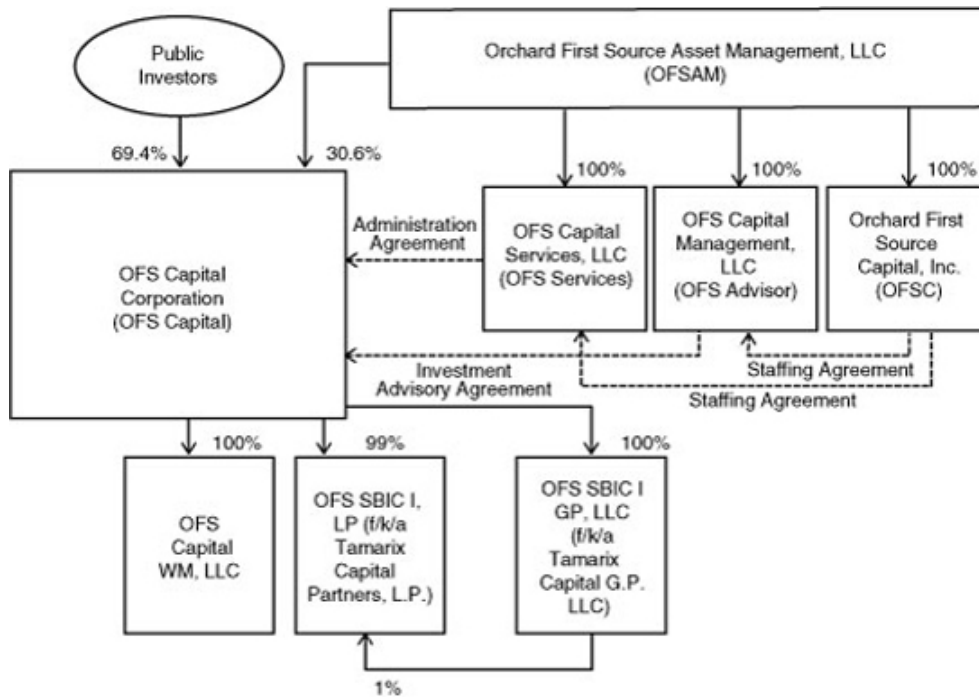 Public
Investors
Orchard First Source Asset Management, LLC
(OFSAM)
69.4%
30.6%
100%
100%
100%
OFS Capital
Corporation
(OFS Capital)
Administration
Agreement
OFS Capital
Services, LLC
(OFS Services)
OFS Capital
Management,
LLC
(OFS Advisor)
Orchard First
Source
Capital, Inc.
(OFSC)
Investment
Advisory Agreement
Staffing Agreement
Staffing Agreement
100%
99%
100%
OFS
Capital
WM, LLC
OFS SBIC I,
LP (f/k/a
Tamarix
Capital
Partners, L.P.)
OFS SBIC I
GP, LLC
(f/k/a
Tamarix
Capital G.P.
LLC)
1%